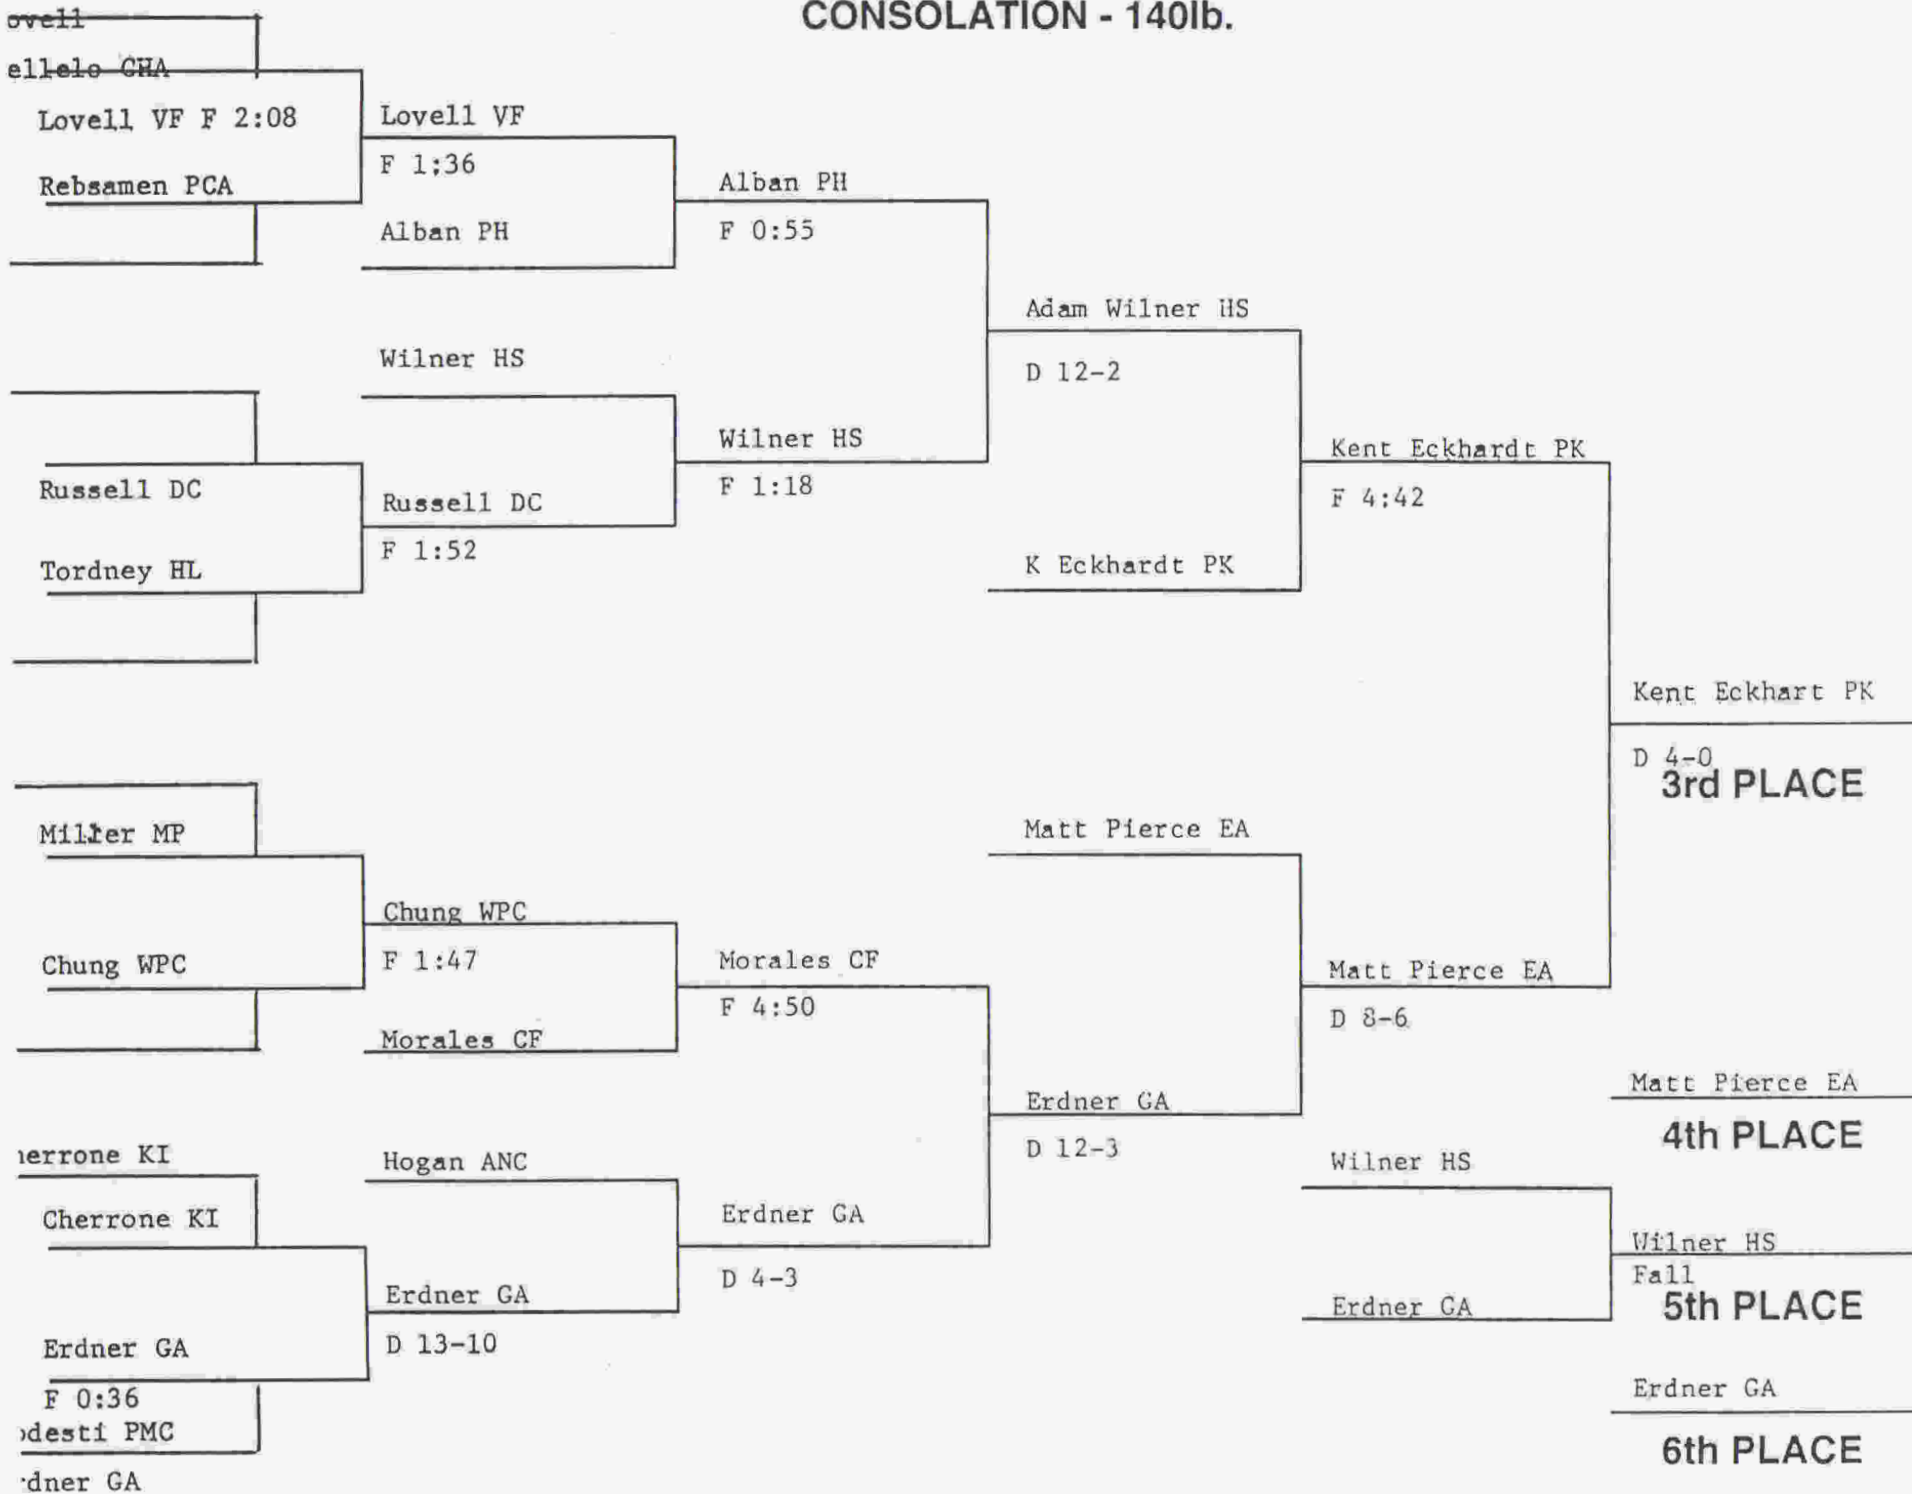 CONSOLATION - 140lb.
Lovell VF F 2:08
Rebsamen PCA
Russell DC
Tordney HL
Miller MP
Chung WPC
KI
Cherrone KI
Erdner GA
F 0:36
PMC
GA
Lovell VF
F 1;36
Alban PH
Wilner HS
Russell DC
F 1:52
Chung WPC
F 1:47
Morales CF
Hogan ANC
Erdner GA
D 13-10
Alban PH
F 0:55
Wilner HS
F 1:18
Morales CF
F 4:50
Erdner GA
D 4-3
Adam Wilner HS
D 12-2
K Eckhardt PK
Matt Pierce EA
Erdner GA
D 12-3
Kent Eckhardt PK
F 4:42
Matt Pierce EA
D 8-6
Wilner HS
Erdner GA
Kent Eckhart PK
D 4-0
3rd PLACE
Matt Pierce EA
4th PLACE
Wilner HS
Fall
5th PLACE
Erdner GA
6th PLACE